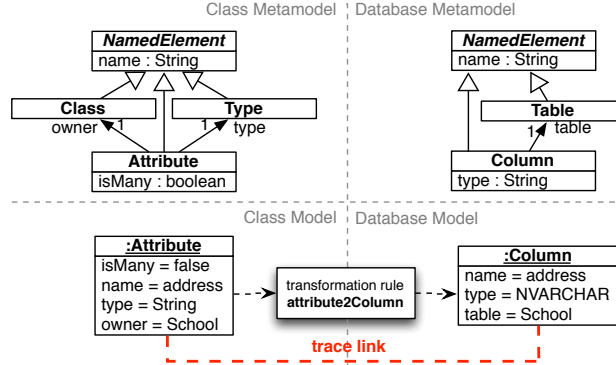 Class Metamodel
Database Metamodel
NamedElement
name : String
Class
Type
owner
1
1
type
Attribute
isMany : boolean
NamedElement
name : String
Table
1
table
Column
type : String
Class Model
Database Model
:Attribute
isMany = false
name = address
type = String
owner = School
transformation rule
attribute2Column
:Column
name = address
type = NVARCHAR
table = School
trace link